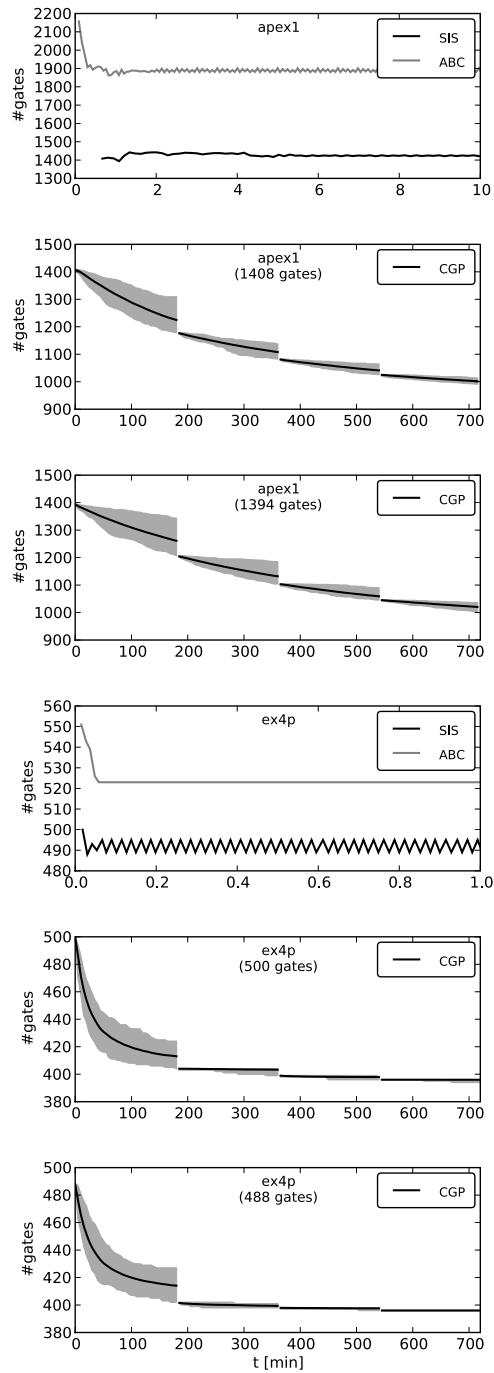 apex1
SIS
ABC
#gates
2200
2100
2000
1900
1800
1700
1600
1500
1400
1300
0 2 4 6 8 10
apex1
(1408 gates)
CGP
#gates
1500
1400
1300
1200
1100
1000
900
0 100 200 300 400 500 600 700
apex1
(1394 gates)
CGP
#gates
1500
1400
1300
1200
1100
1000
900
0 100 200 300 400 500 600 700
ex4p
SIS
ABC
#gates
560
550
540
530
520
510
500
490
480
0.0 0.2 0.4 0.6 0.8 1.0
ex4p
(500 gates)
CGP
#gates
500
480
460
440
420
400
380
0 100 200 300 400 500 600 700
ex4p
(488 gates)
CGP
#gates
500
480
460
440
420
400
380
0 100 200 300 400 500 600 700
t [min]